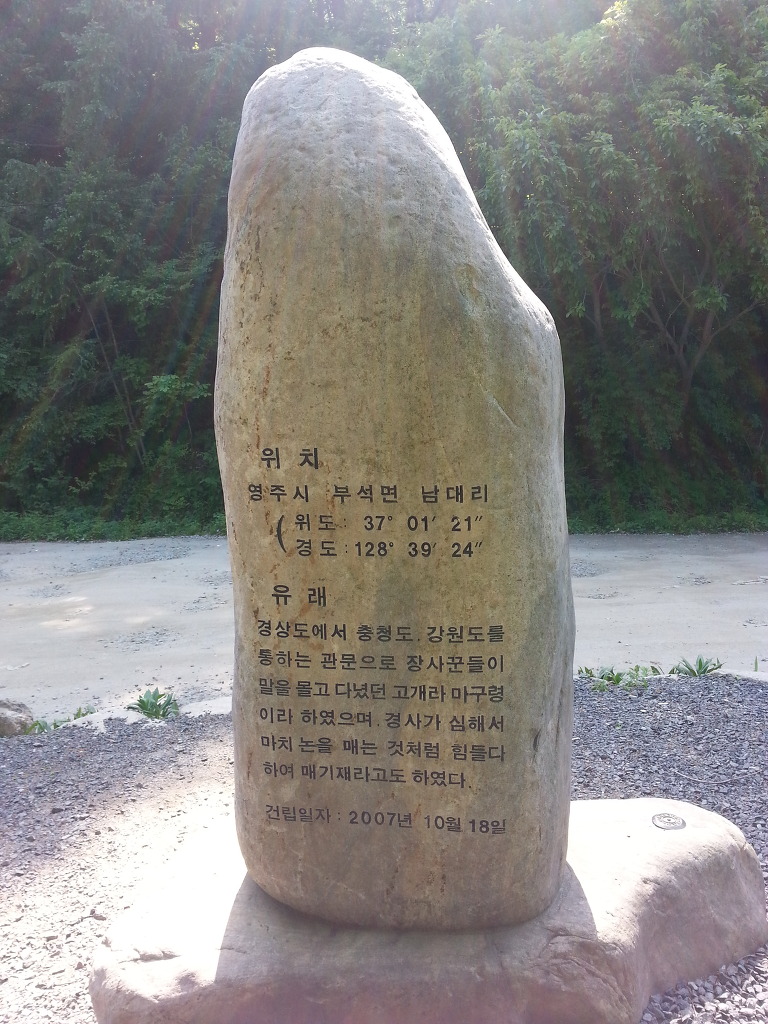 위 치
영주시 부석면 남대리
( 위도 : 37° 01′ 21″
경도 : 128° 39′ 24″
유 래
경상도에서 충청도, 강원도를
통하는 관문으로 장사꾼들이
말을 몰고 다녔던 고개라 마구령
이라 하였으며, 경사가 심해서
마치 논을 매는 것처럼 힘들다
하여 매기재라고도 하였다.
건립일자 : 2007년 10월 18일